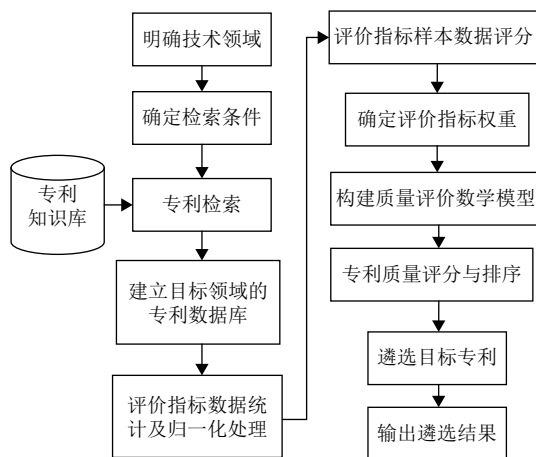 明确技术领域
确定检索条件
专利
知识库
专利检索
建立目标领域的
专利数据库
评价指标数据统
计及归一化处理
评价指标样本数据评分
确定评价指标权重
构建质量评价数学模型
专利质量评分与排序
遴选目标专利
输出遴选结果